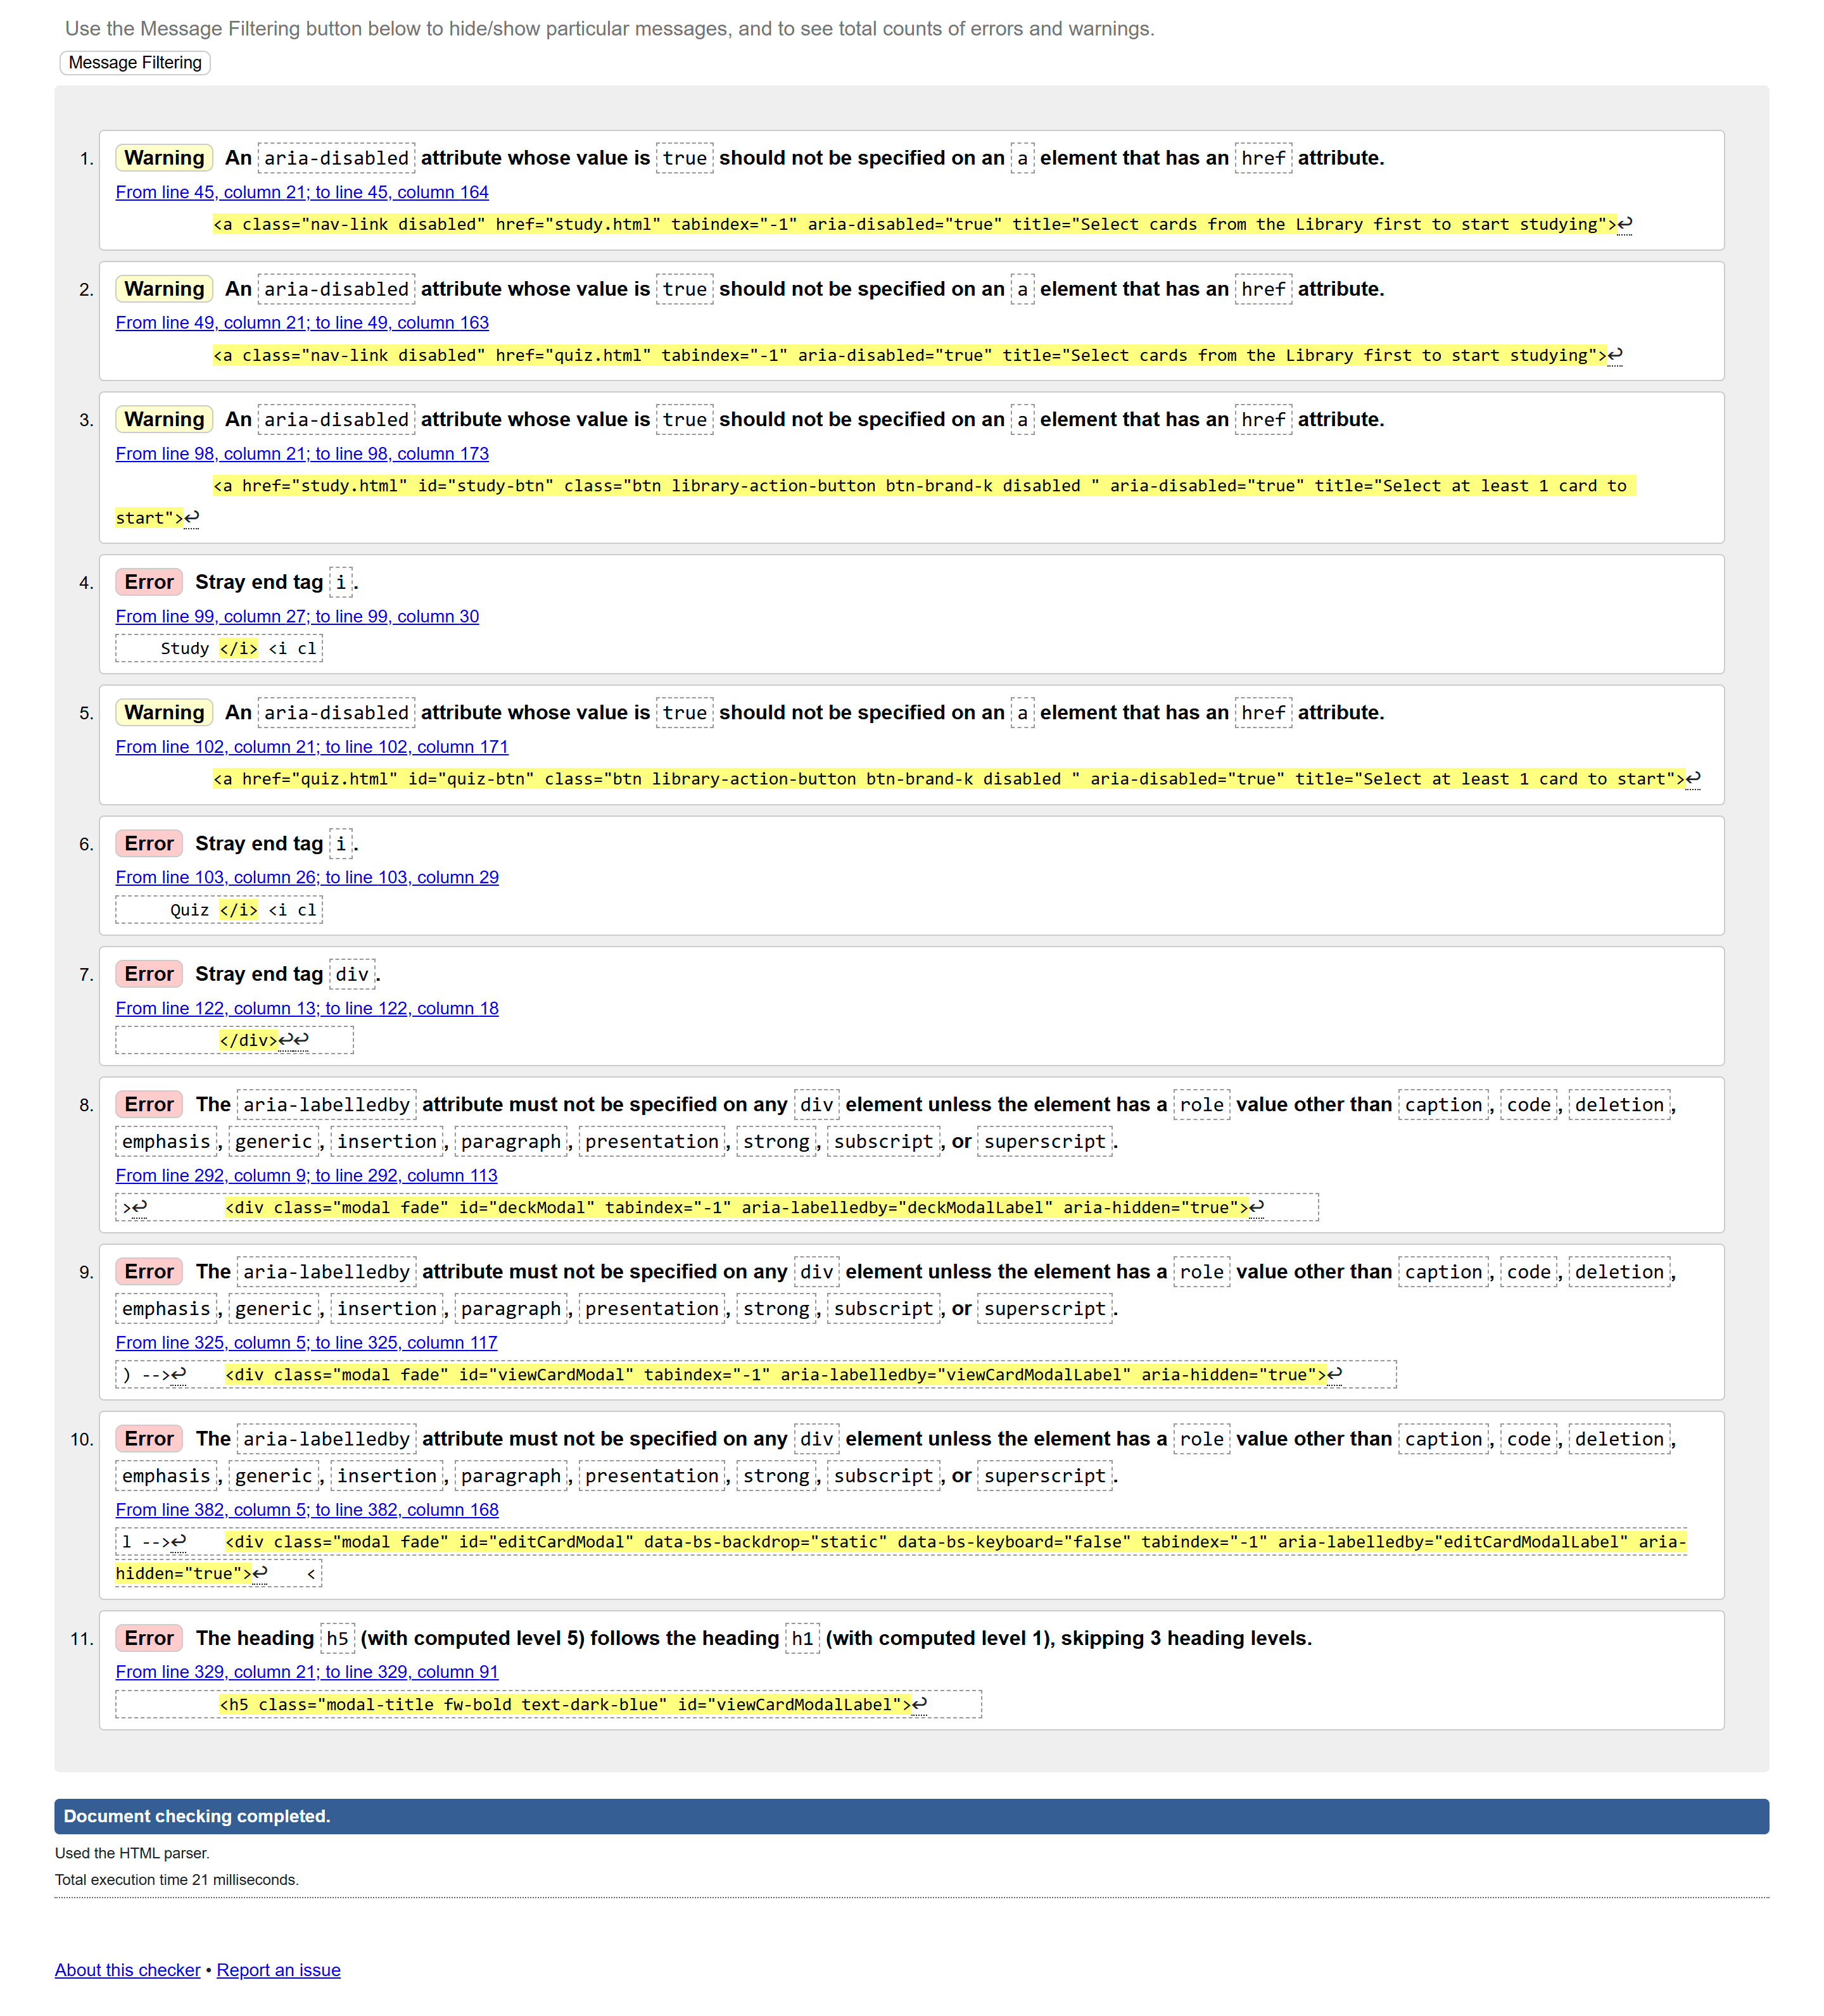 Use the Message Filtering button below to hide/show particular messages, and to see total counts of errors and warnings.
Message Filtering
1. Warning An aria-disabled attribute whose value is true should not be specified on an a element that has an href attribute.
From line 45, column 21; to line 45, column 164
<a class="nav-link disabled" href="study.html" tabindex="-1" aria-disabled="true" title="Select cards from the Library first to start studying">↩
2. Warning An aria-disabled attribute whose value is true should not be specified on an a element that has an href attribute.
From line 49, column 21; to line 49, column 163
<a class="nav-link disabled" href="quiz.html" tabindex="-1" aria-disabled="true" title="Select cards from the Library first to start studying">↩
3. Warning An aria-disabled attribute whose value is true should not be specified on an a element that has an href attribute.
From line 98, column 21; to line 98, column 173
<a href="study.html" id="study-btn" class="btn library-action-button btn-brand-k disabled " aria-disabled="true" title="Select at least 1 card to
start">↩
4. Error Stray end tag i.
From line 99, column 27; to line 99, column 30
Study </i> <i cl
5. Warning An aria-disabled attribute whose value is true should not be specified on an a element that has an href attribute.
From line 102, column 21; to line 102, column 171
<a href="quiz.html" id="quiz-btn" class="btn library-action-button btn-brand-k disabled " aria-disabled="true" title="Select at least 1 card to start">↩
6. Error Stray end tag i.
From line 103, column 26; to line 103, column 29
Quiz </i> <i cl
7. Error Stray end tag div.
From line 122, column 13; to line 122, column 18
</div>↩↩
8. Error The aria-labelledby attribute must not be specified on any div element unless the element has a role value other than caption, code, deletion,
emphasis, generic, insertion, paragraph, presentation, strong, subscript, or superscript.
From line 292, column 9; to line 292, column 113
>↩ <div class="modal fade" id="deckModal" tabindex="-1" aria-labelledby="deckModalLabel" aria-hidden="true">↩
9. Error The aria-labelledby attribute must not be specified on any div element unless the element has a role value other than caption, code, deletion,
emphasis, generic, insertion, paragraph, presentation, strong, subscript, or superscript.
From line 325, column 5; to line 325, column 117
) -->↩ <div class="modal fade" id="viewCardModal" tabindex="-1" aria-labelledby="viewCardModalLabel" aria-hidden="true">↩
10. Error The aria-labelledby attribute must not be specified on any div element unless the element has a role value other than caption, code, deletion,
emphasis, generic, insertion, paragraph, presentation, strong, subscript, or superscript.
From line 382, column 5; to line 382, column 168
l -->↩ <div class="modal fade" id="editCardModal" data-bs-backdrop="static" data-bs-keyboard="false" tabindex="-1" aria-labelledby="editCardModalLabel" aria-
hidden="true">↩ <
11. Error The heading h5 (with computed level 5) follows the heading h1 (with computed level 1), skipping 3 heading levels.
From line 329, column 21; to line 329, column 91
<h5 class="modal-title fw-bold text-dark-blue" id="viewCardModalLabel">↩
Document checking completed.
Used the HTML parser.
Total execution time 21 milliseconds.
About this checker • Report an issue